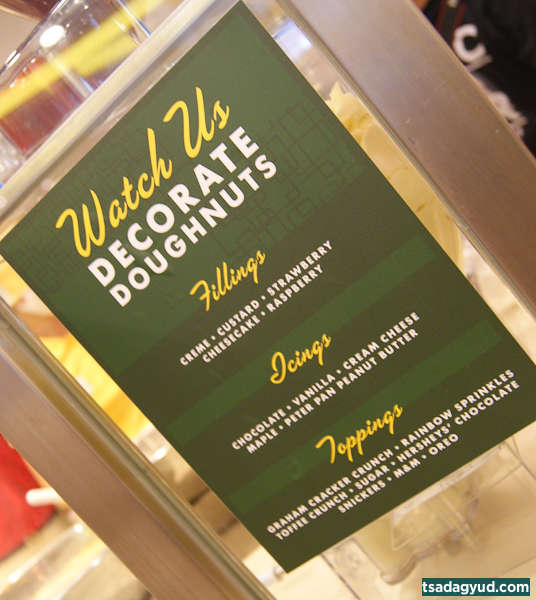 Watch Us
DECORATE
DOUGHNUTS
Fillings
CREME • CUSTARD • STRAWBERRY
CHEESECAKE • RASPBERRY
Icings
CHOCOLATE • VANILLA • CREAM CHEESE
MAPLE • PETER PAN PEANUT BUTTER
Toppings
GRAHAM CRACKER CRUNCH • RAINBOW SPRINKLES
TOFFEE CRUNCH • SUGAR • HERSHEY'S • CHOCOLATE
SNICKERS • M&M • OREO
tsadagyud.com